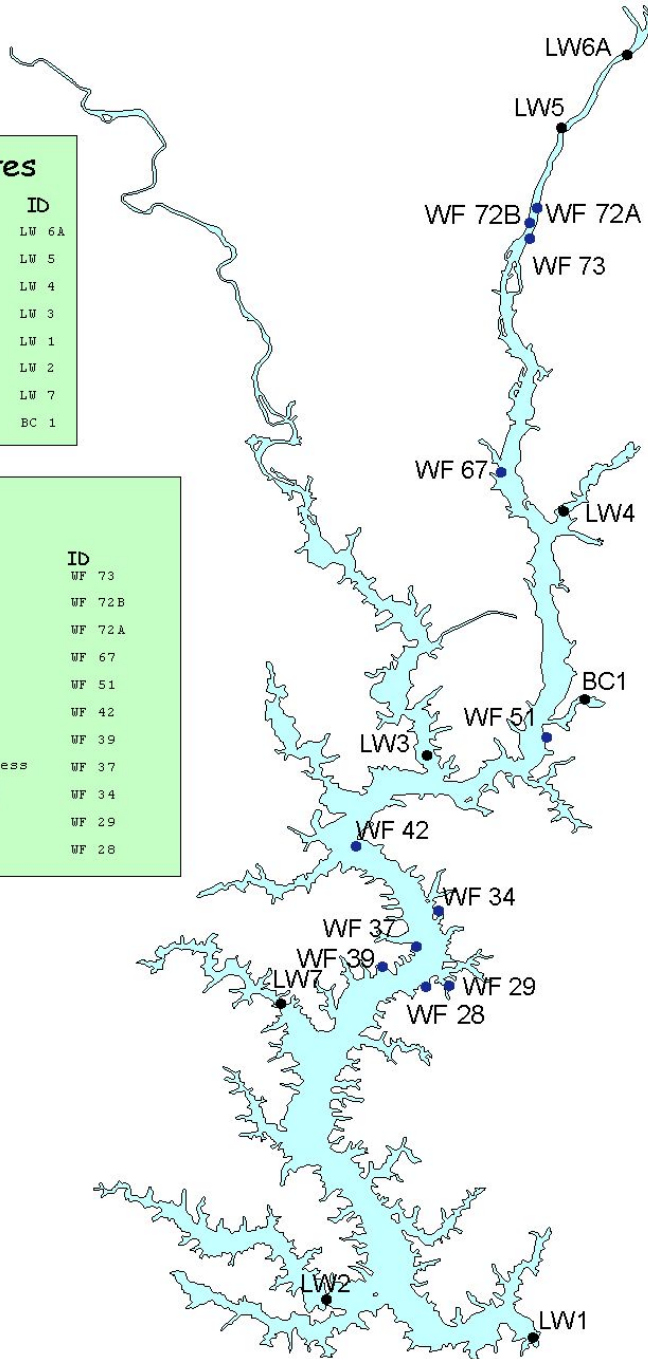 LW6A
LW5
res
ID
LW 6A
LW 5
LW 4
LW 3
LW 1
LW 2
LW 7
BC 1
WF 72B WF 72A
WF 73
WF 67
LW4
ID
WF 73
WF 72B
WF 72A
WF 67
WF 51
WF 42
WF 39
ess WF 37
WF 34
WF 29
WF 28
BC1
WF 51
LW3
WF 42
WF 34
WF 37
WF 39
LW7
WF 29
WF 28
LW2
LW1